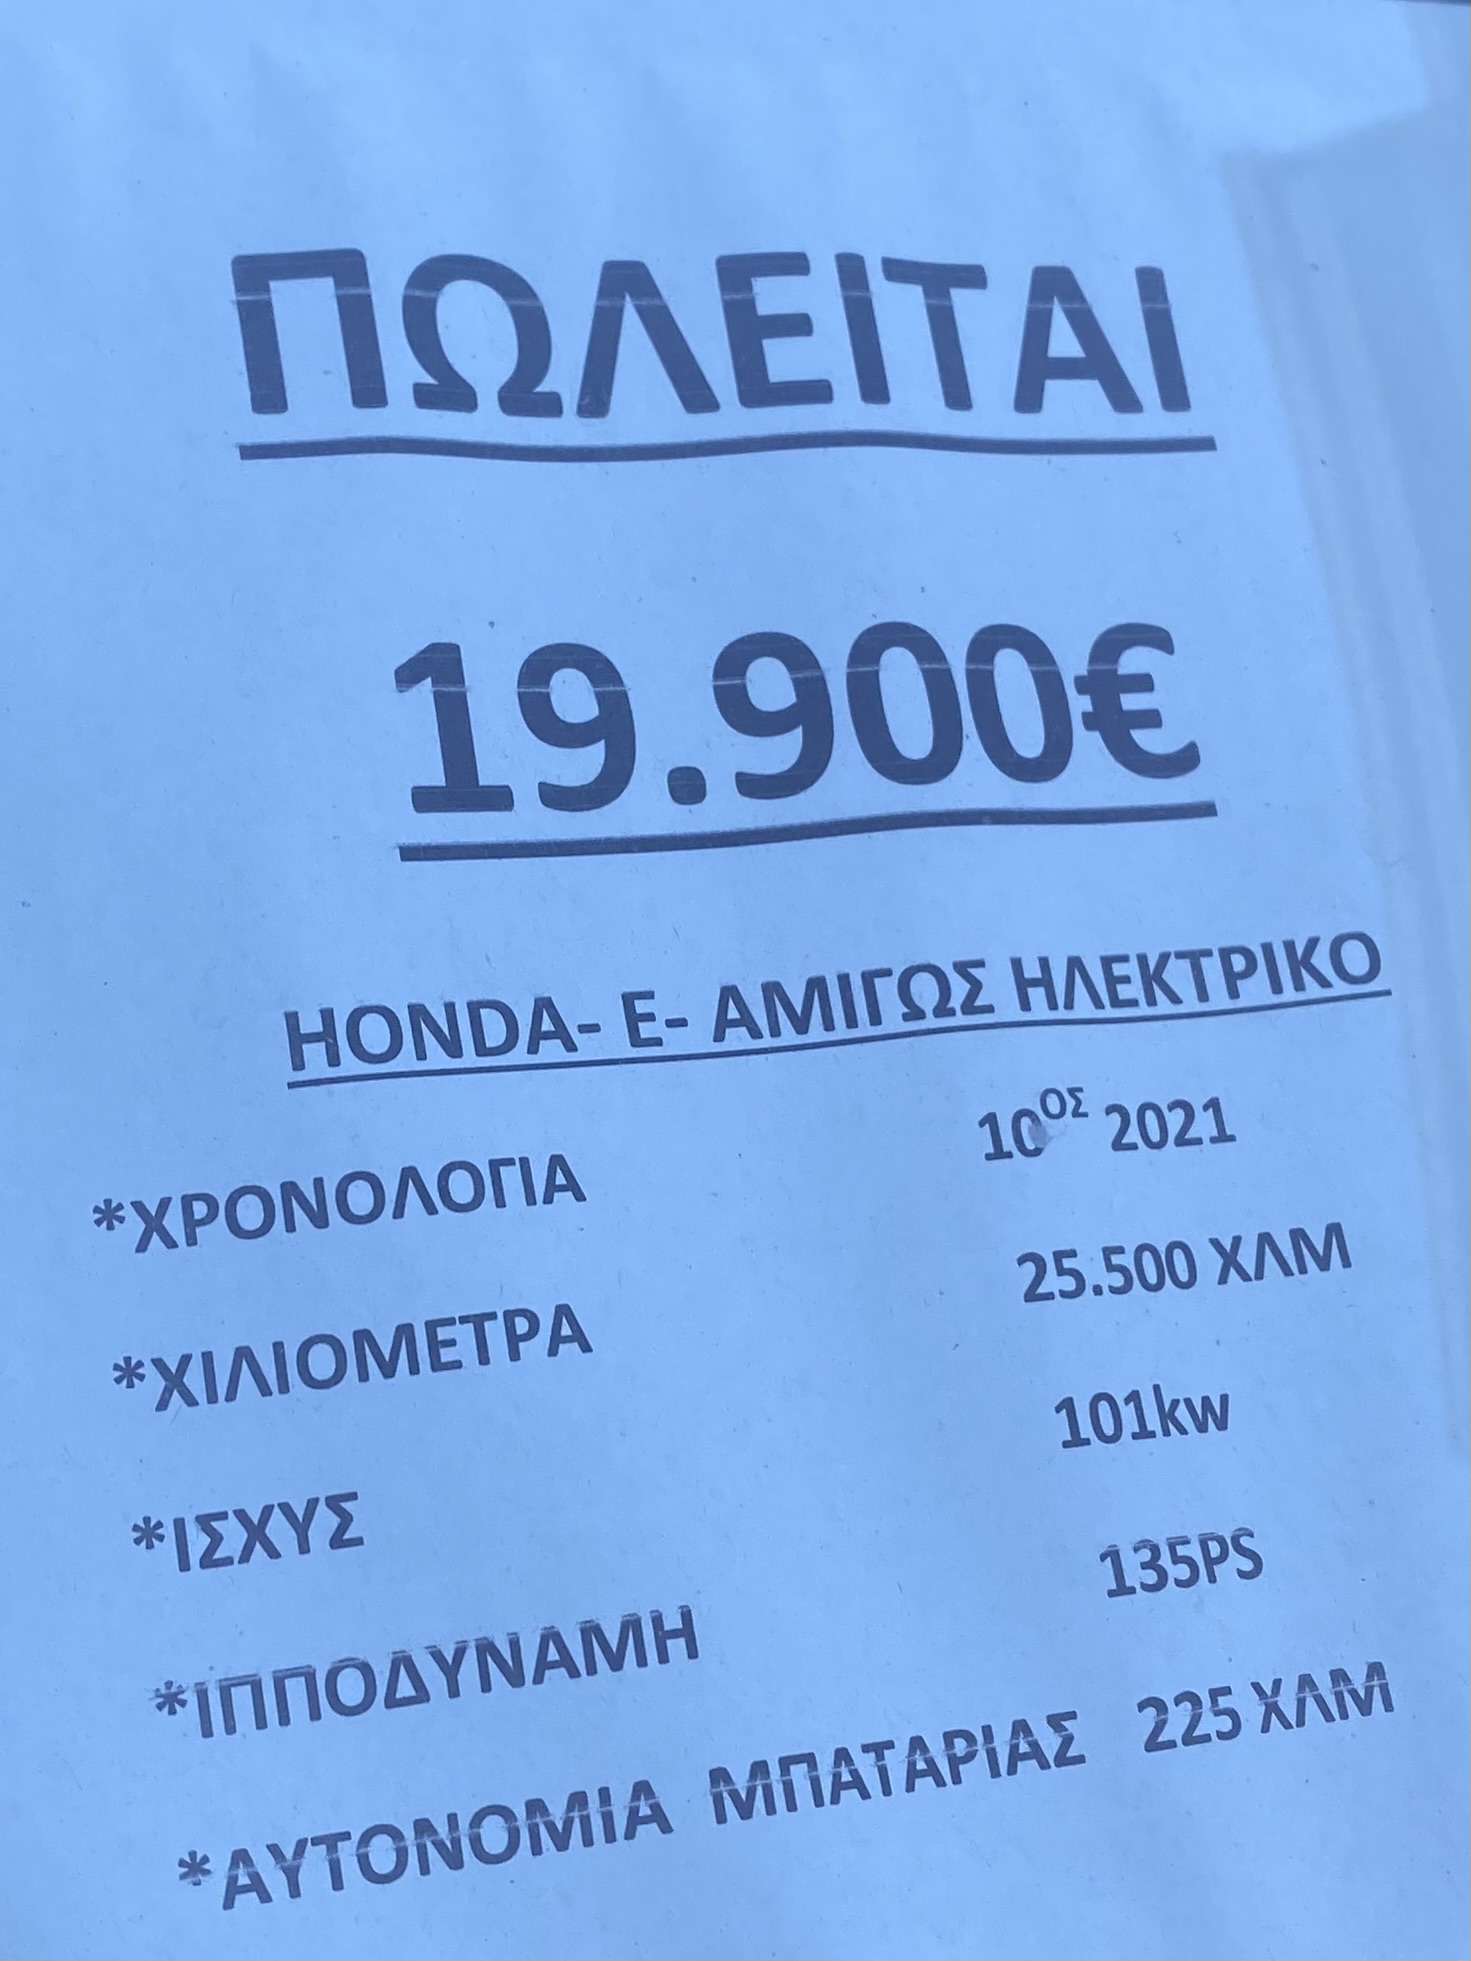 ΠΩΛΕΙΤΑΙ
19.900€
HONDA- E- ΑΜΙΓΩΣ ΗΛΕΚΤΡΙΚΟ
*ΧΡΟΝΟΛΟΓΙΑ 10ΟΣ 2021
*ΧΙΛΙΟΜΕΤΡΑ 25.500 ΧΛΜ
*ΙΣΧΥΣ 101kw
*ΙΠΠΟΔΥΝΑΜΗ 135PS
*ΑΥΤΟΝΟΜΙΑ ΜΠΑΤΑΡΙΑΣ 225 ΧΛΜ